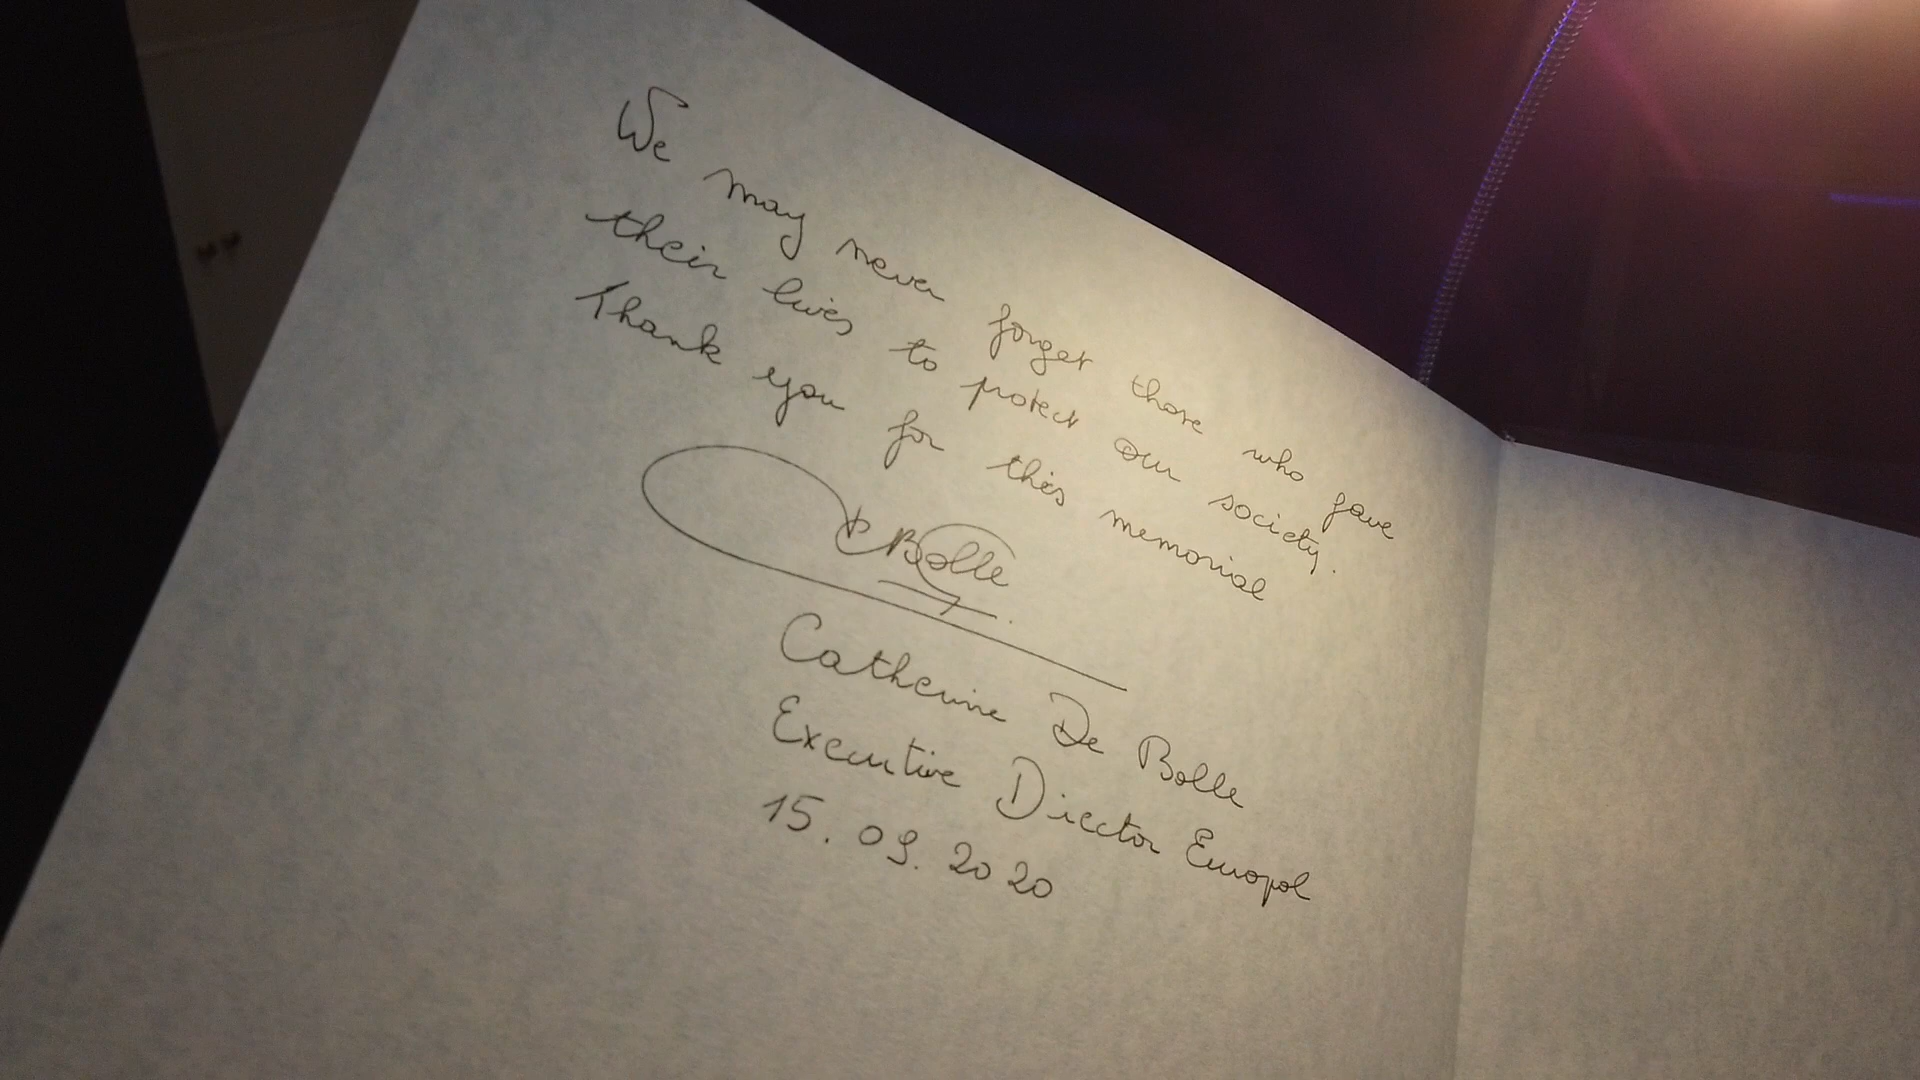 We may never forget those who gave
their lives to protect our society.
Thank you for this memorial
De Bolle
Catherine De Bolle
Executive Director Europol
15.09.2020